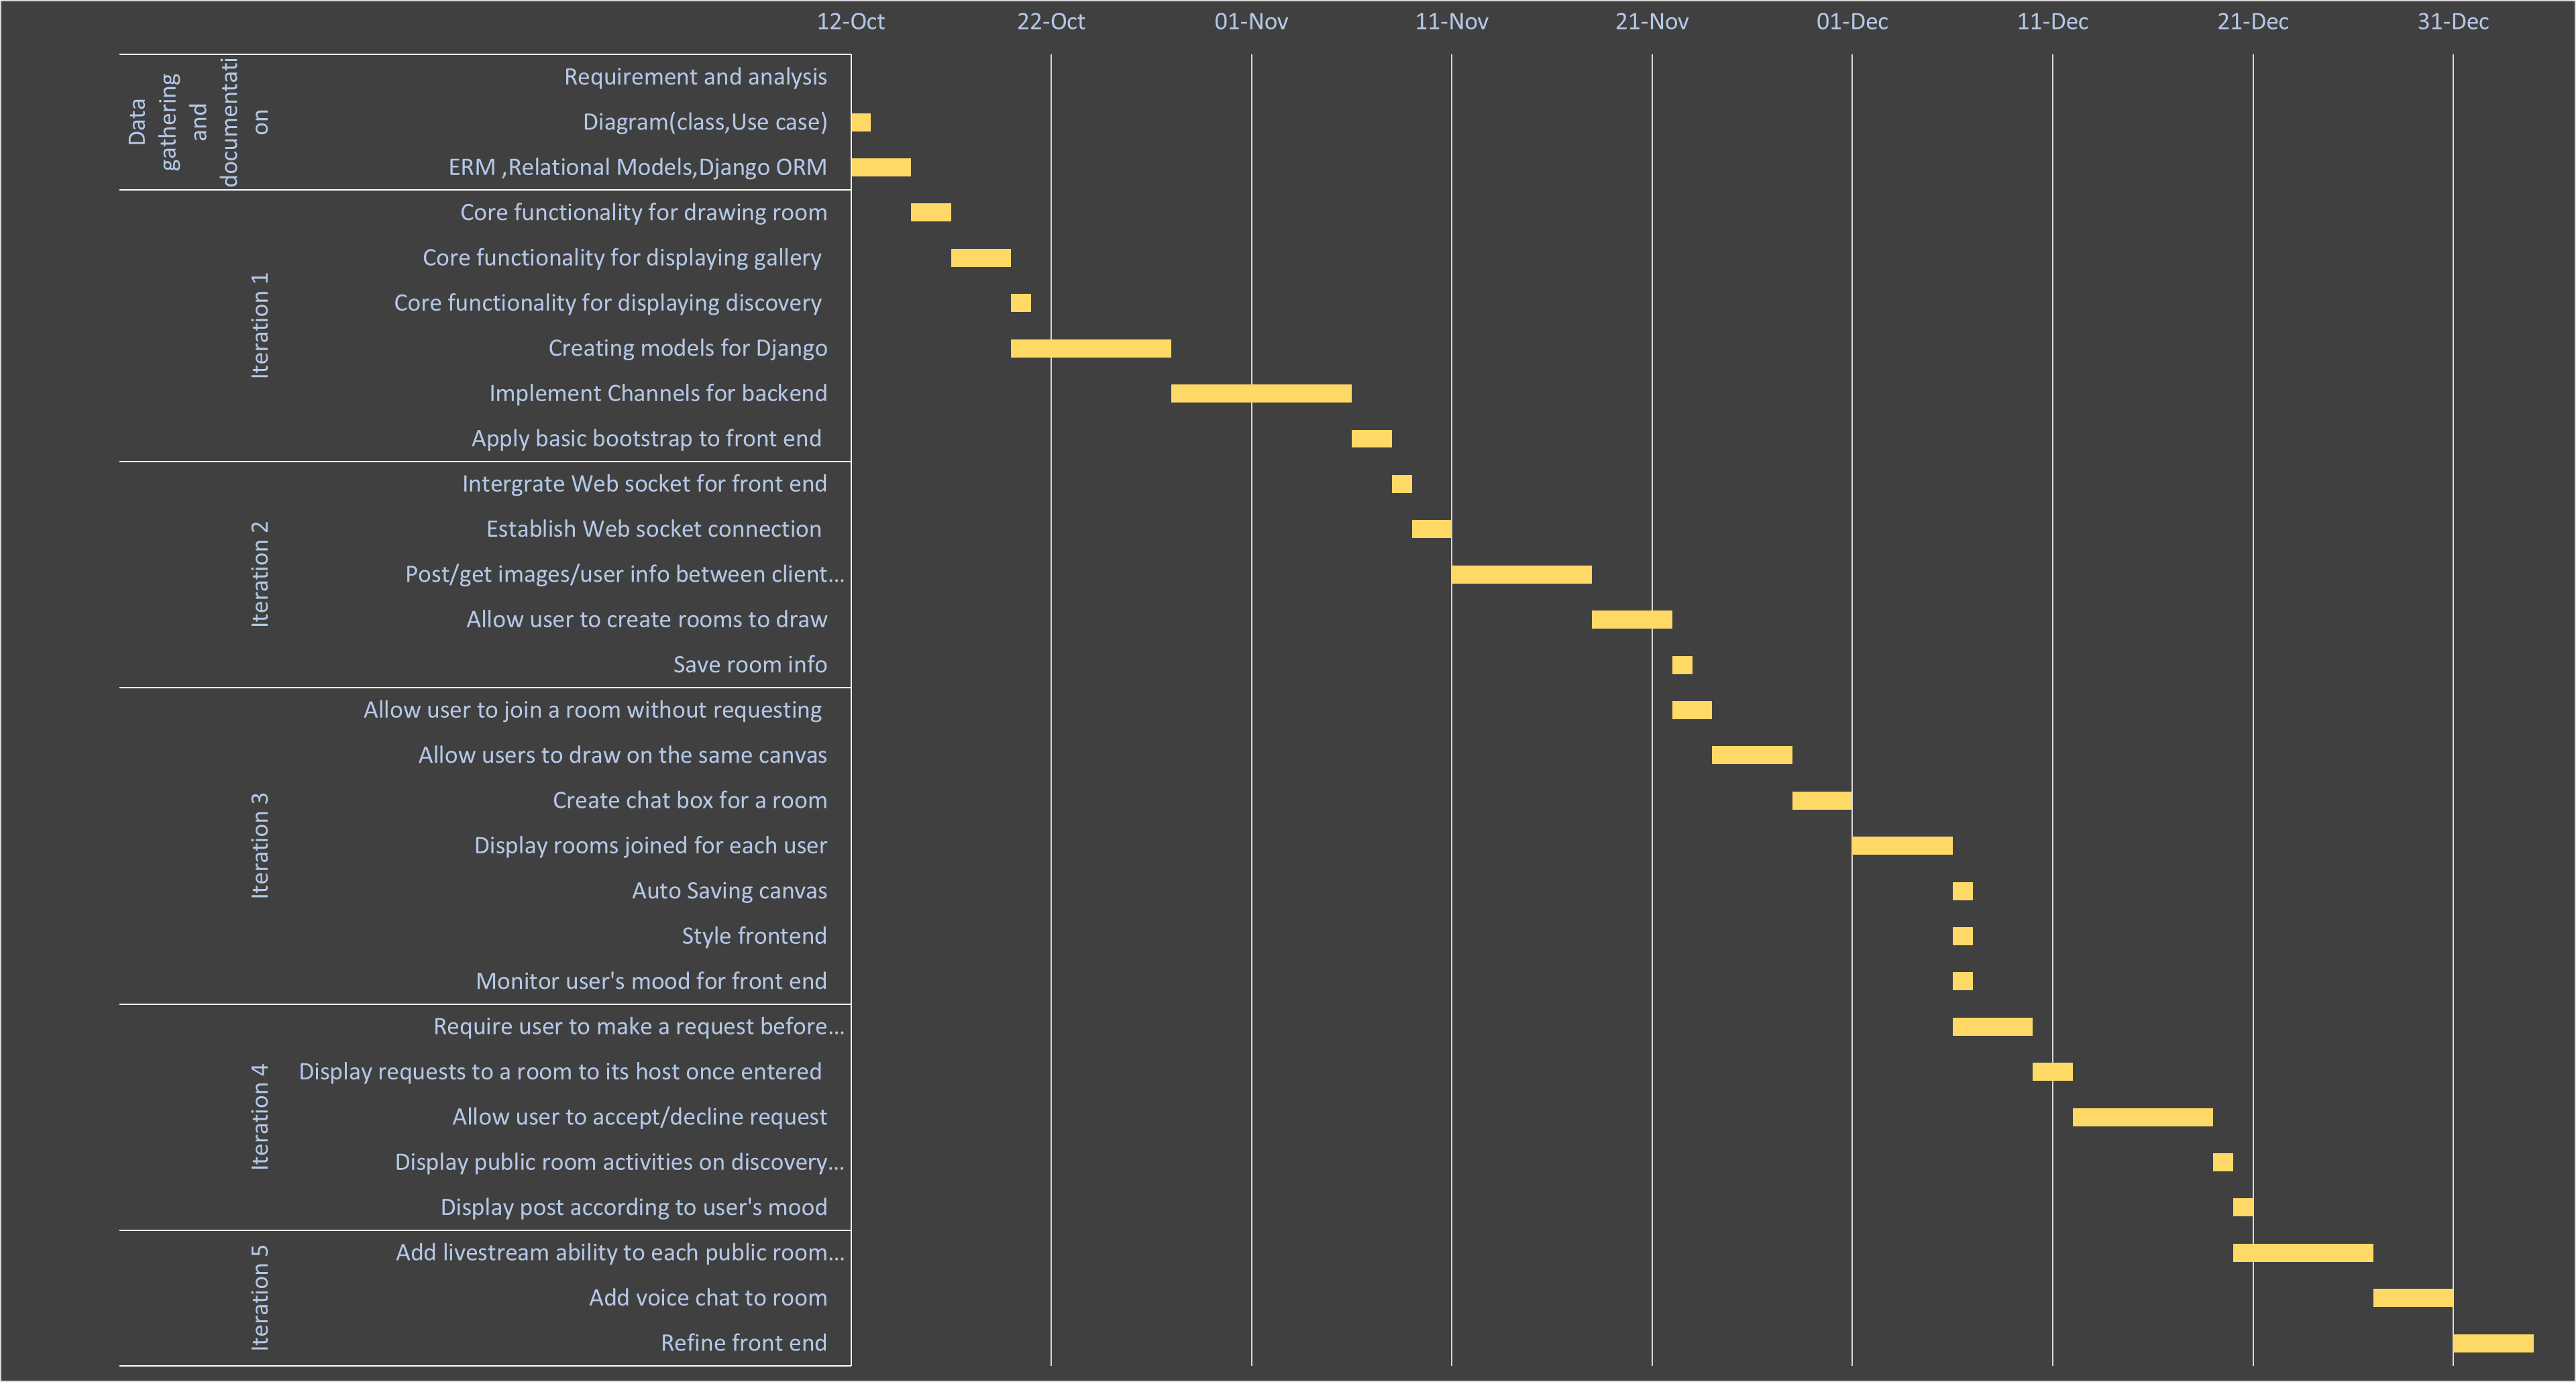 12-Oct 22-Oct 01-Nov 11-Nov 21-Nov 01-Dec 11-Dec 21-Dec 31-Dec
Data
gathering
and
documentati
on
Requirement and analysis
Diagram(class,Use case)
ERM ,Relational Models,Django ORM
Iteration 1
Core functionality for drawing room
Core functionality for displaying gallery
Core functionality for displaying discovery
Creating models for Django
Implement Channels for backend
Apply basic bootstrap to front end
Iteration 2
Intergrate Web socket for front end
Establish Web socket connection
Post/get images/user info between client...
Allow user to create rooms to draw
Save room info
Iteration 3
Allow user to join a room without requesting
Allow users to draw on the same canvas
Create chat box for a room
Display rooms joined for each user
Auto Saving canvas
Style frontend
Monitor user's mood for front end
Iteration 4
Require user to make a request before...
Display requests to a room to its host once entered
Allow user to accept/decline request
Display public room activities on discovery...
Display post according to user's mood
Iteration 5
Add livestream ability to each public room...
Add voice chat to room
Refine front end